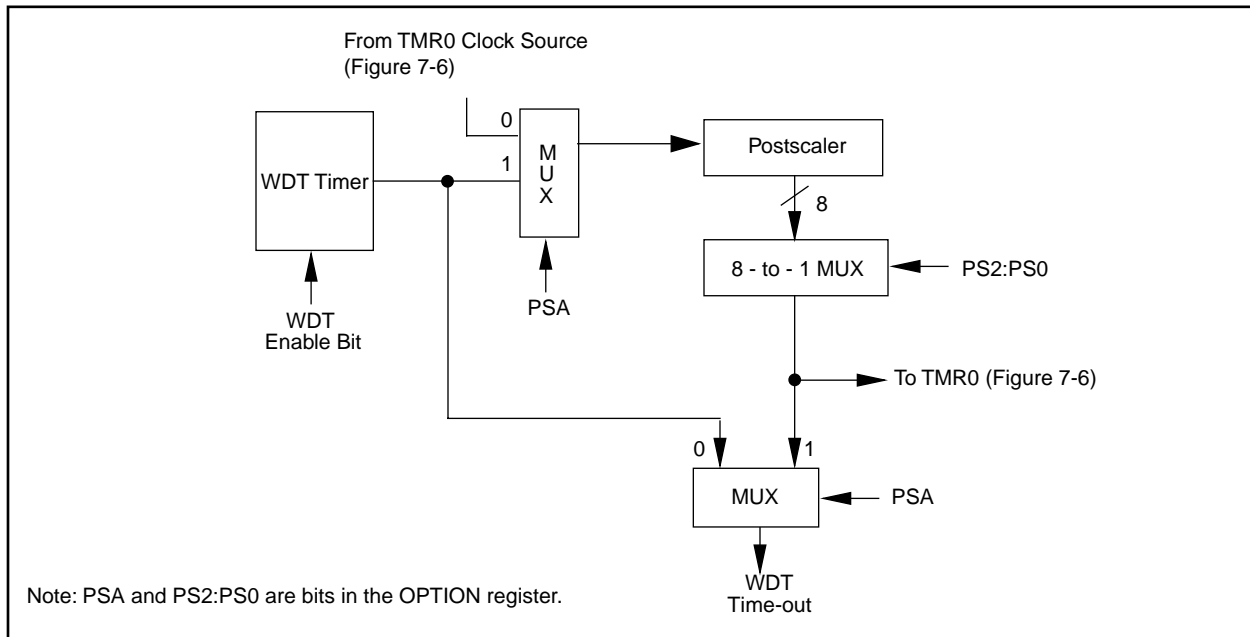 From TMR0 Clock Source
(Figure 7-6)
0
1
M
U
X
WDT Timer
Postscaler
8
8 - to - 1 MUX
PS2:PS0
PSA
WDT
Enable Bit
To TMR0 (Figure 7-6)
0
1
MUX
PSA
WDT
Time-out
Note: PSA and PS2:PS0 are bits in the OPTION register.